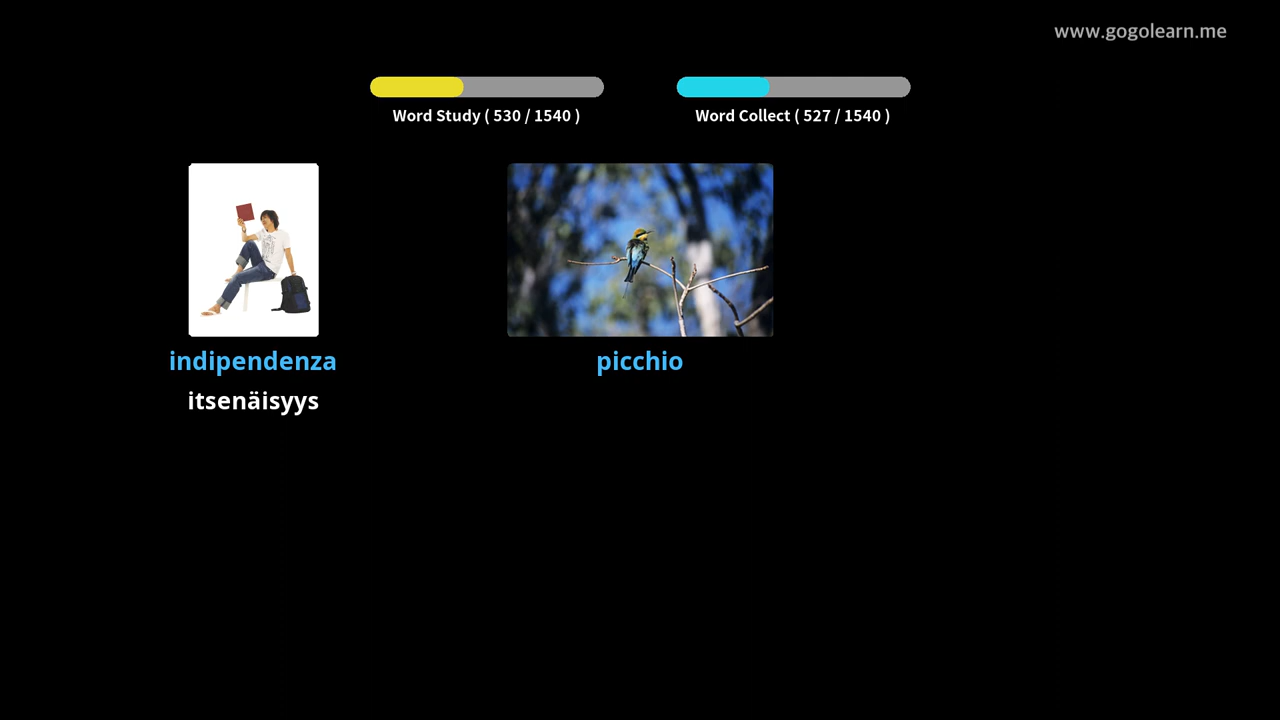 www.gogolearn.me
Word Study ( 530 / 1540 )
Word Collect ( 527 / 1540 )
indipendenza
itsenäisyys
picchio